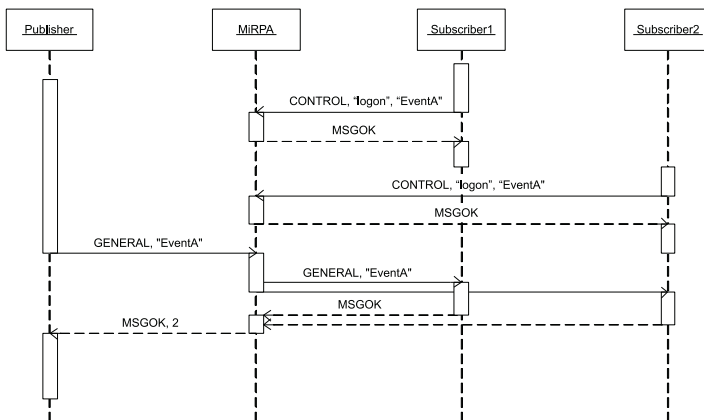 Publisher
MiRPA
Subscriber1
Subscriber2
CONTROL, “logon”, “EventA"
MSGOK
CONTROL, “logon”, “EventA"
MSGOK
GENERAL, "EventA"
GENERAL, "EventA"
MSGOK
MSGOK, 2